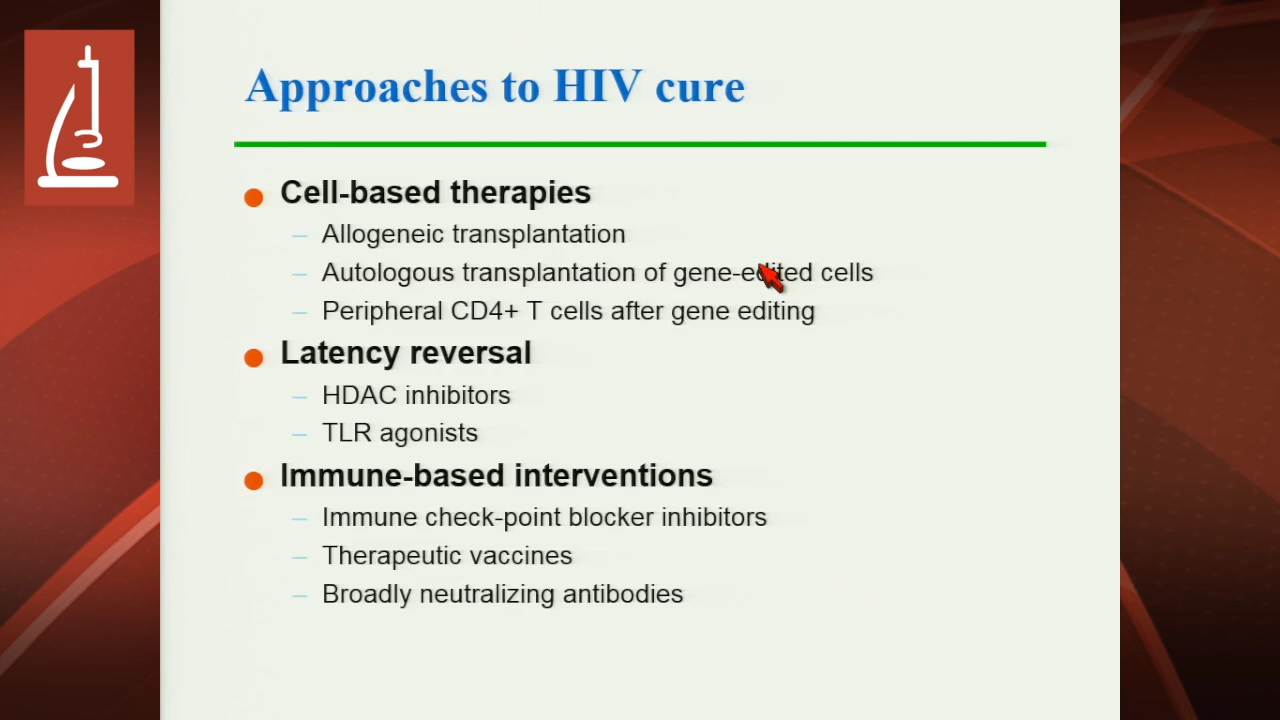 Approaches to HIV cure
Cell-based therapies
– Allogeneic transplantation
– Autologous transplantation of gene-edited cells
– Peripheral CD4+ T cells after gene editing
Latency reversal
– HDAC inhibitors
– TLR agonists
Immune-based interventions
– Immune check-point blocker inhibitors
– Therapeutic vaccines
– Broadly neutralizing antibodies